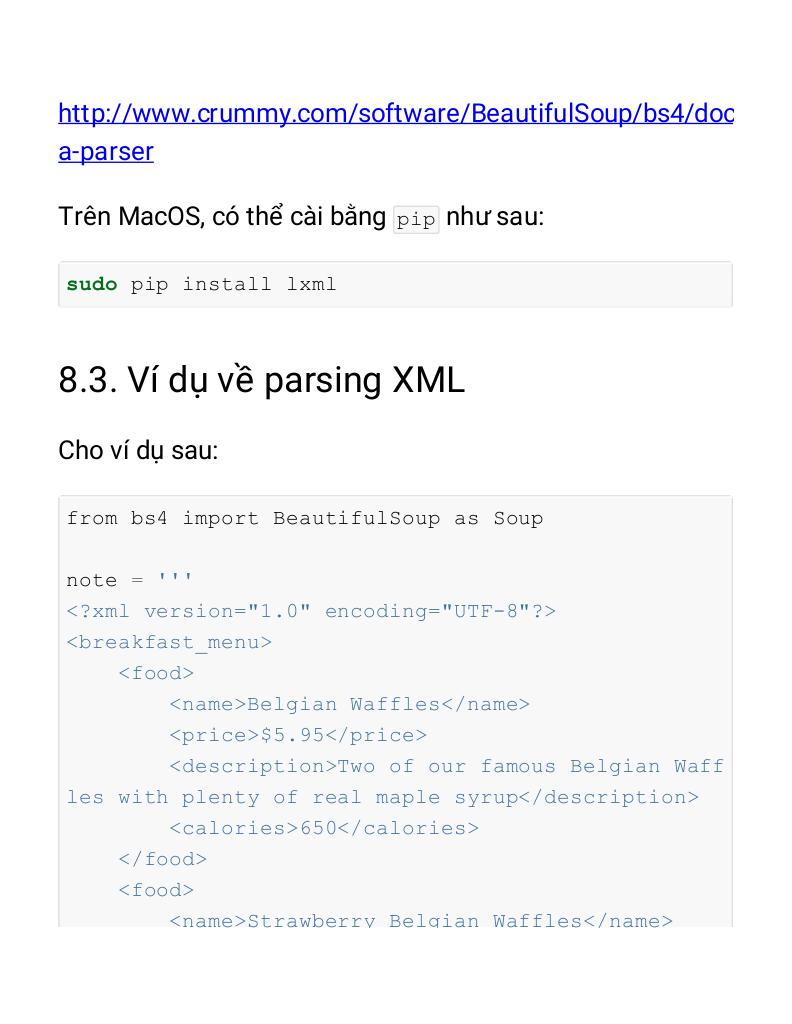 http://www.crummy.com/software/BeautifulSoup/bs4/doc
a-parser
Trên MacOS, có thể cài bằng pip như sau:
sudo pip install lxml
8.3. Ví dụ về parsing XML
Cho ví dụ sau:
from bs4 import BeautifulSoup as Soup
note = '''
<?xml version="1.0" encoding="UTF-8"?>
<breakfast_menu>
    <food>
        <name>Belgian Waffles</name>
        <price>$5.95</price>
        <description>Two of our famous Belgian Waff
les with plenty of real maple syrup</description>
        <calories>650</calories>
    </food>
    <food>
        <name>Strawberry Belgian Waffles</name>